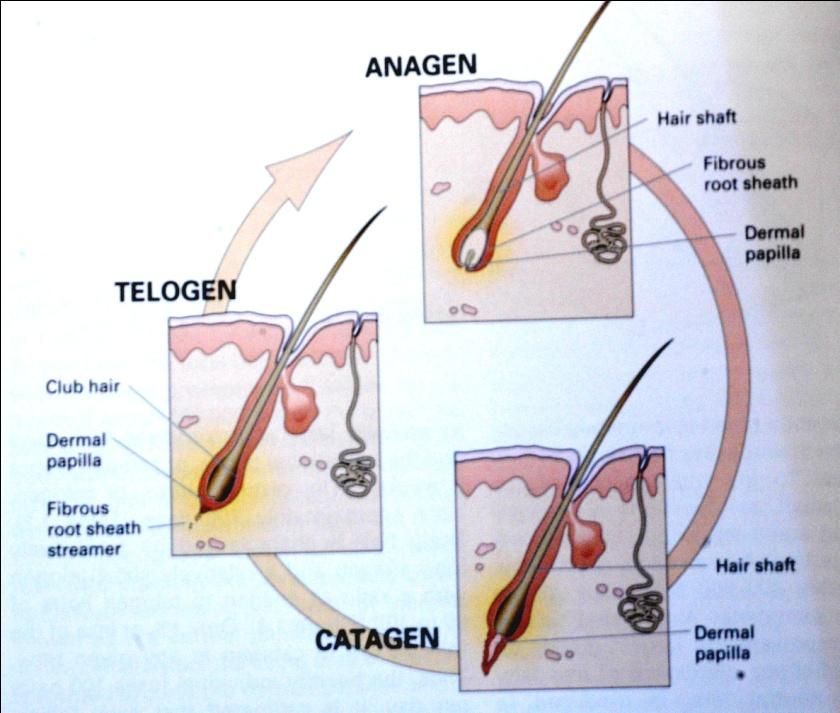 ANAGEN
Hair shaft
Fibrous
root sheath
Dermal
papilla
TELOGEN
Club hair
Dermal
papilla
Fibrous
root sheath
streamer
Hair shaft
CATAGEN
Dermal
papilla